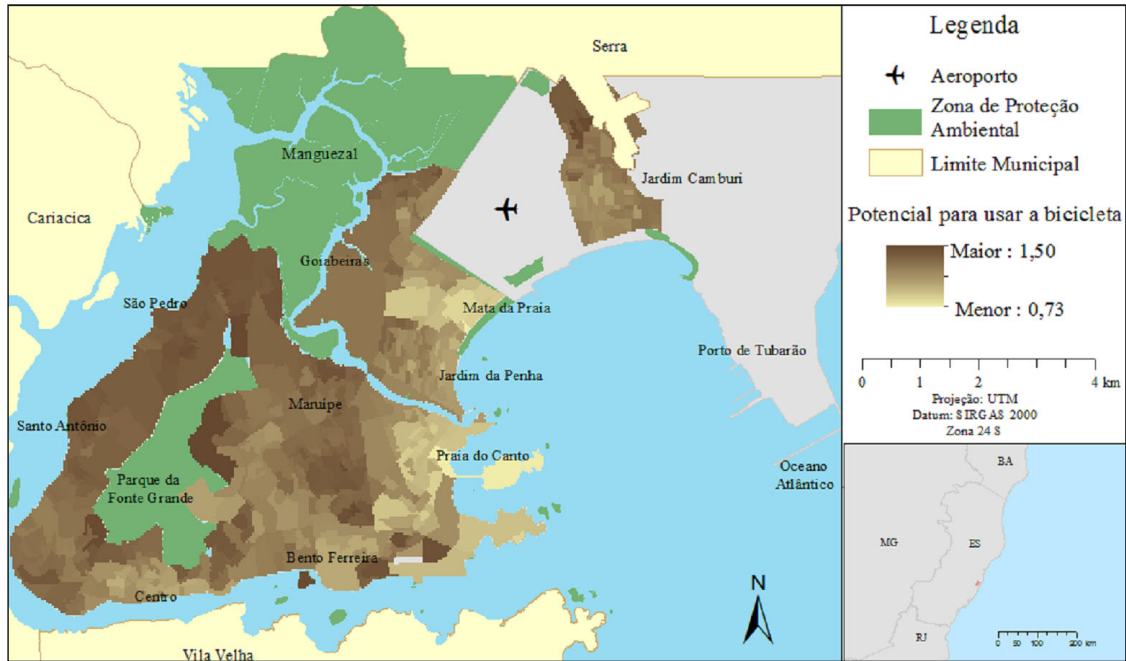 Serra
Manguezal
Jardim Camburi
Cariacica
Goiabeiras
São Pedro
Mata da Praia
Porto de Tubarão
Jardim da Penha
Maruípe
Santo Antônio
Praia do Canto
Parque da
Fonte Grande
Oceano
Atlântico
Bento Ferreira
Centro
N
Vila Velha
Legenda
Aeroporto
Zona de Proteção
Ambiental
Limite Municipal
Potencial para usar a bicicleta
Maior : 1,50
Menor : 0,73
0 1 2 4 km
Projeção: UTM
Datum: SIRGAS 2000
Zona 24 S
BA
MG
ES
RJ
0 50 100 200 km